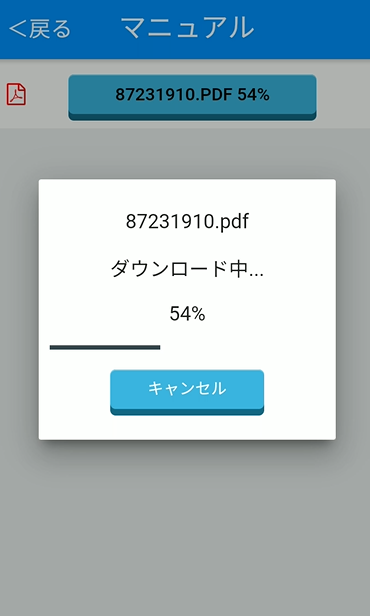 ＜戻る
マニュアル
87231910.PDF 54%
87231910.pdf
ダウンロード中...
54%
キャンセル